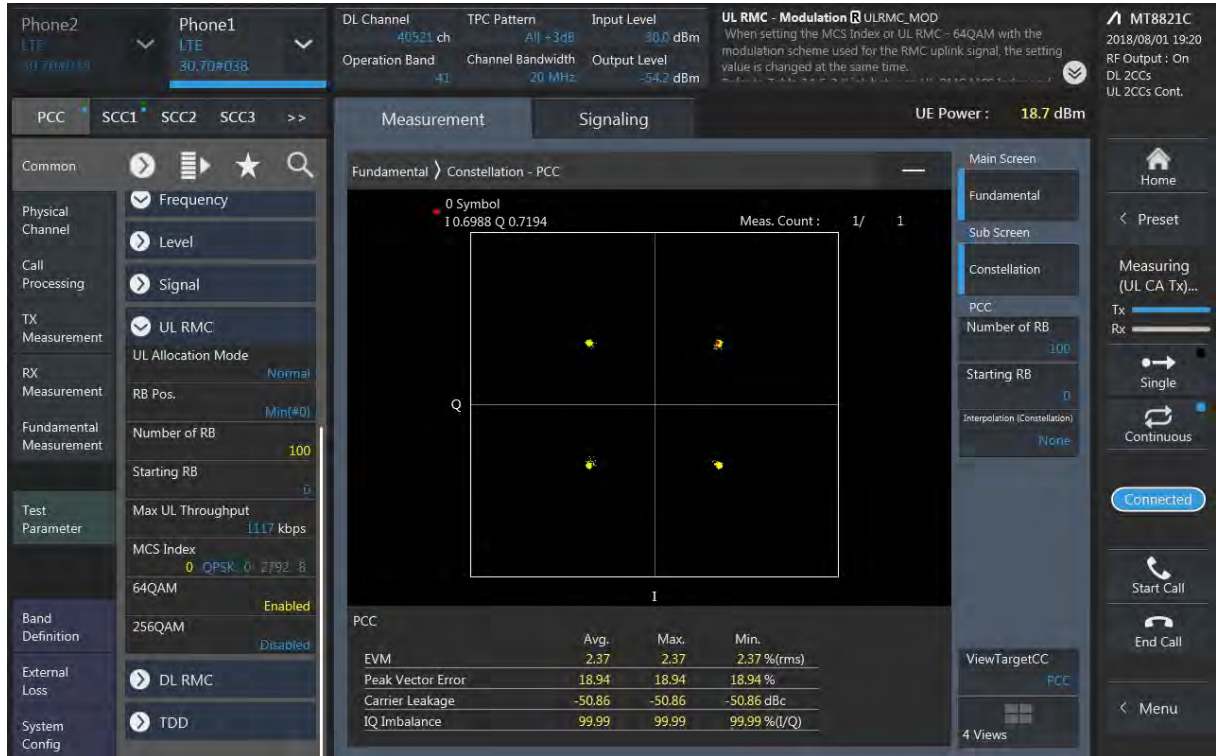 Phone2
LTE
Phone1
LTE
30.70#038
DL Channel
40521 ch
TPC Pattern
All +3dB
Input Level
30.0 dBm
Operation Band
41
Channel Bandwidth
20 MHz
Output Level
-54.2 dBm
UL RMC - Modulation R ULRMC_MOD
When setting the MCS Index or UL RMC - 64QAM with the
modulation scheme used for the RMC uplink signal, the setting
value is changed at the same time.
MT8821C
2018/08/01 19:20
RF Output : On
DL 2CCs
UL 2CCs Cont.
PCC SCC1 SCC2 SCC3 >>
Measurement
Signaling
UE Power : 18.7 dBm
Common
Physical
Channel
Call
Processing
TX
Measurement
RX
Measurement
Fundamental
Measurement
Test
Parameter
Band
Definition
External
Loss
System
Config
Frequency
Level
Signal
UL RMC
UL Allocation Mode
Normal
RB Pos.
Min(#0)
Number of RB
100
Starting RB
0
Max UL Throughput
1117 kbps
MCS Index
0 QPSK 0 2792 8
64QAM
Enabled
256QAM
Disabled
DL RMC
TDD
Fundamental ⟩ Constellation - PCC
0 Symbol
I 0.6988 Q 0.7194
Meas. Count : 1/ 1
Q
I
PCC
Avg. Max. Min.
EVM 2.37 2.37 2.37 %(rms)
Peak Vector Error 18.94 18.94 18.94 %
Carrier Leakage -50.86 -50.86 -50.86 dBc
IQ Imbalance 99.99 99.99 99.99 %(I/Q)
Main Screen
Fundamental
Sub Screen
Constellation
PCC
Number of RB
100
Starting RB
0
Interpolation (Constellation)
None
ViewTargetCC
PCC
4 Views
Home
< Preset
Measuring
(UL CA Tx)...
Tx
Rx
Single
Continuous
Connected
Start Call
End Call
< Menu